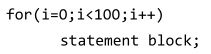 for(i=0;i<100;i++)
statement block;